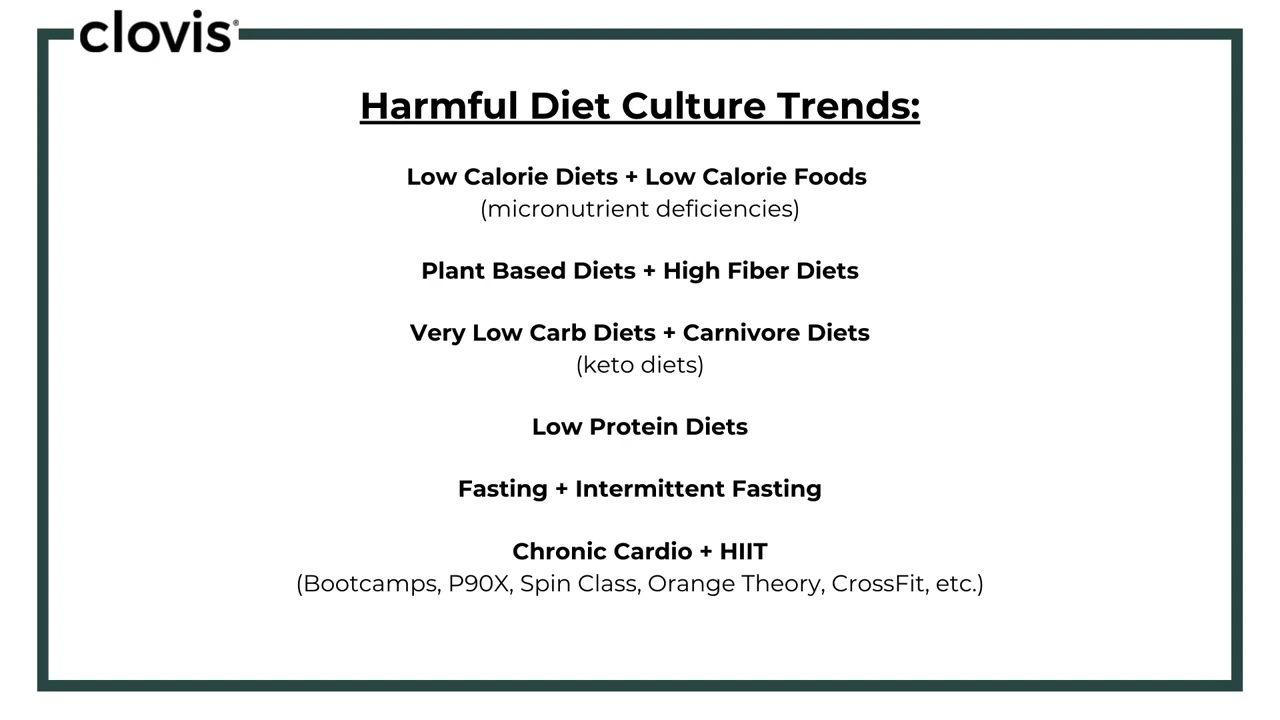 clovis®
Harmful Diet Culture Trends:
Low Calorie Diets + Low Calorie Foods
(micronutrient deficiencies)
Plant Based Diets + High Fiber Diets
Very Low Carb Diets + Carnivore Diets
(keto diets)
Low Protein Diets
Fasting + Intermittent Fasting
Chronic Cardio + HIIT
(Bootcamps, P90X, Spin Class, Orange Theory, CrossFit, etc.)